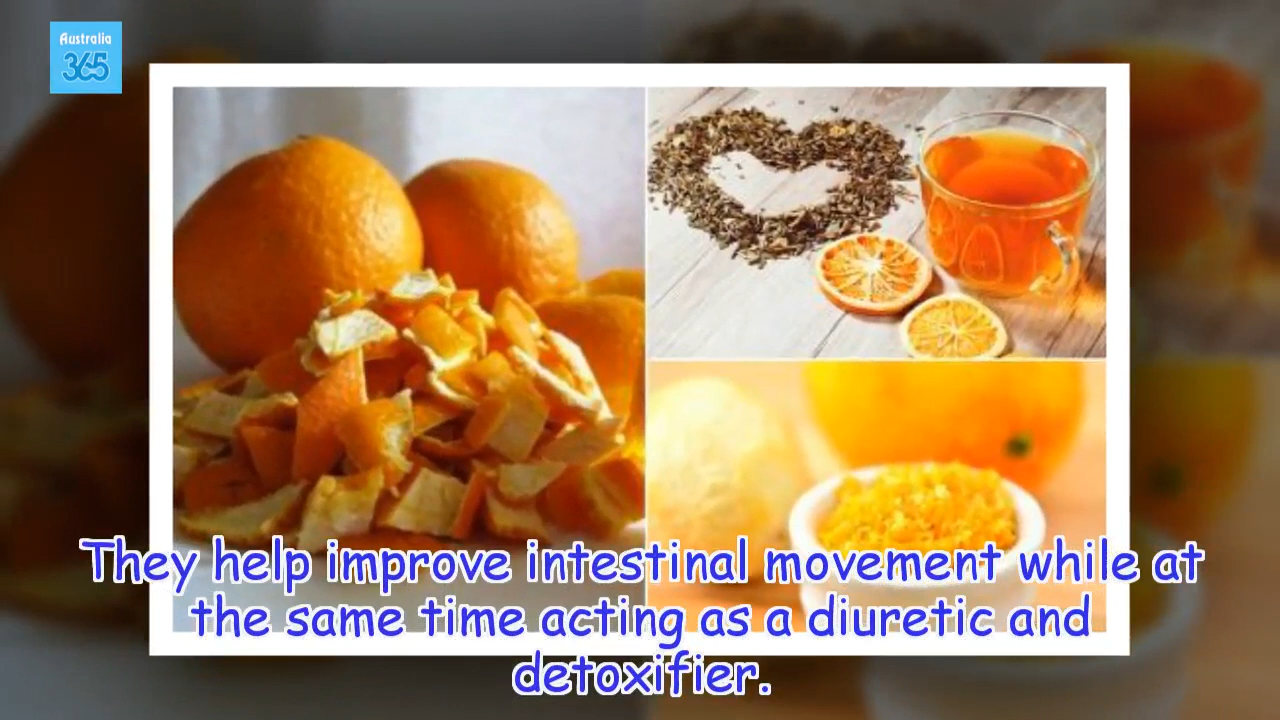 Australia
365
They help improve intestinal movement while at
the same time acting as a diuretic and
detoxifier.